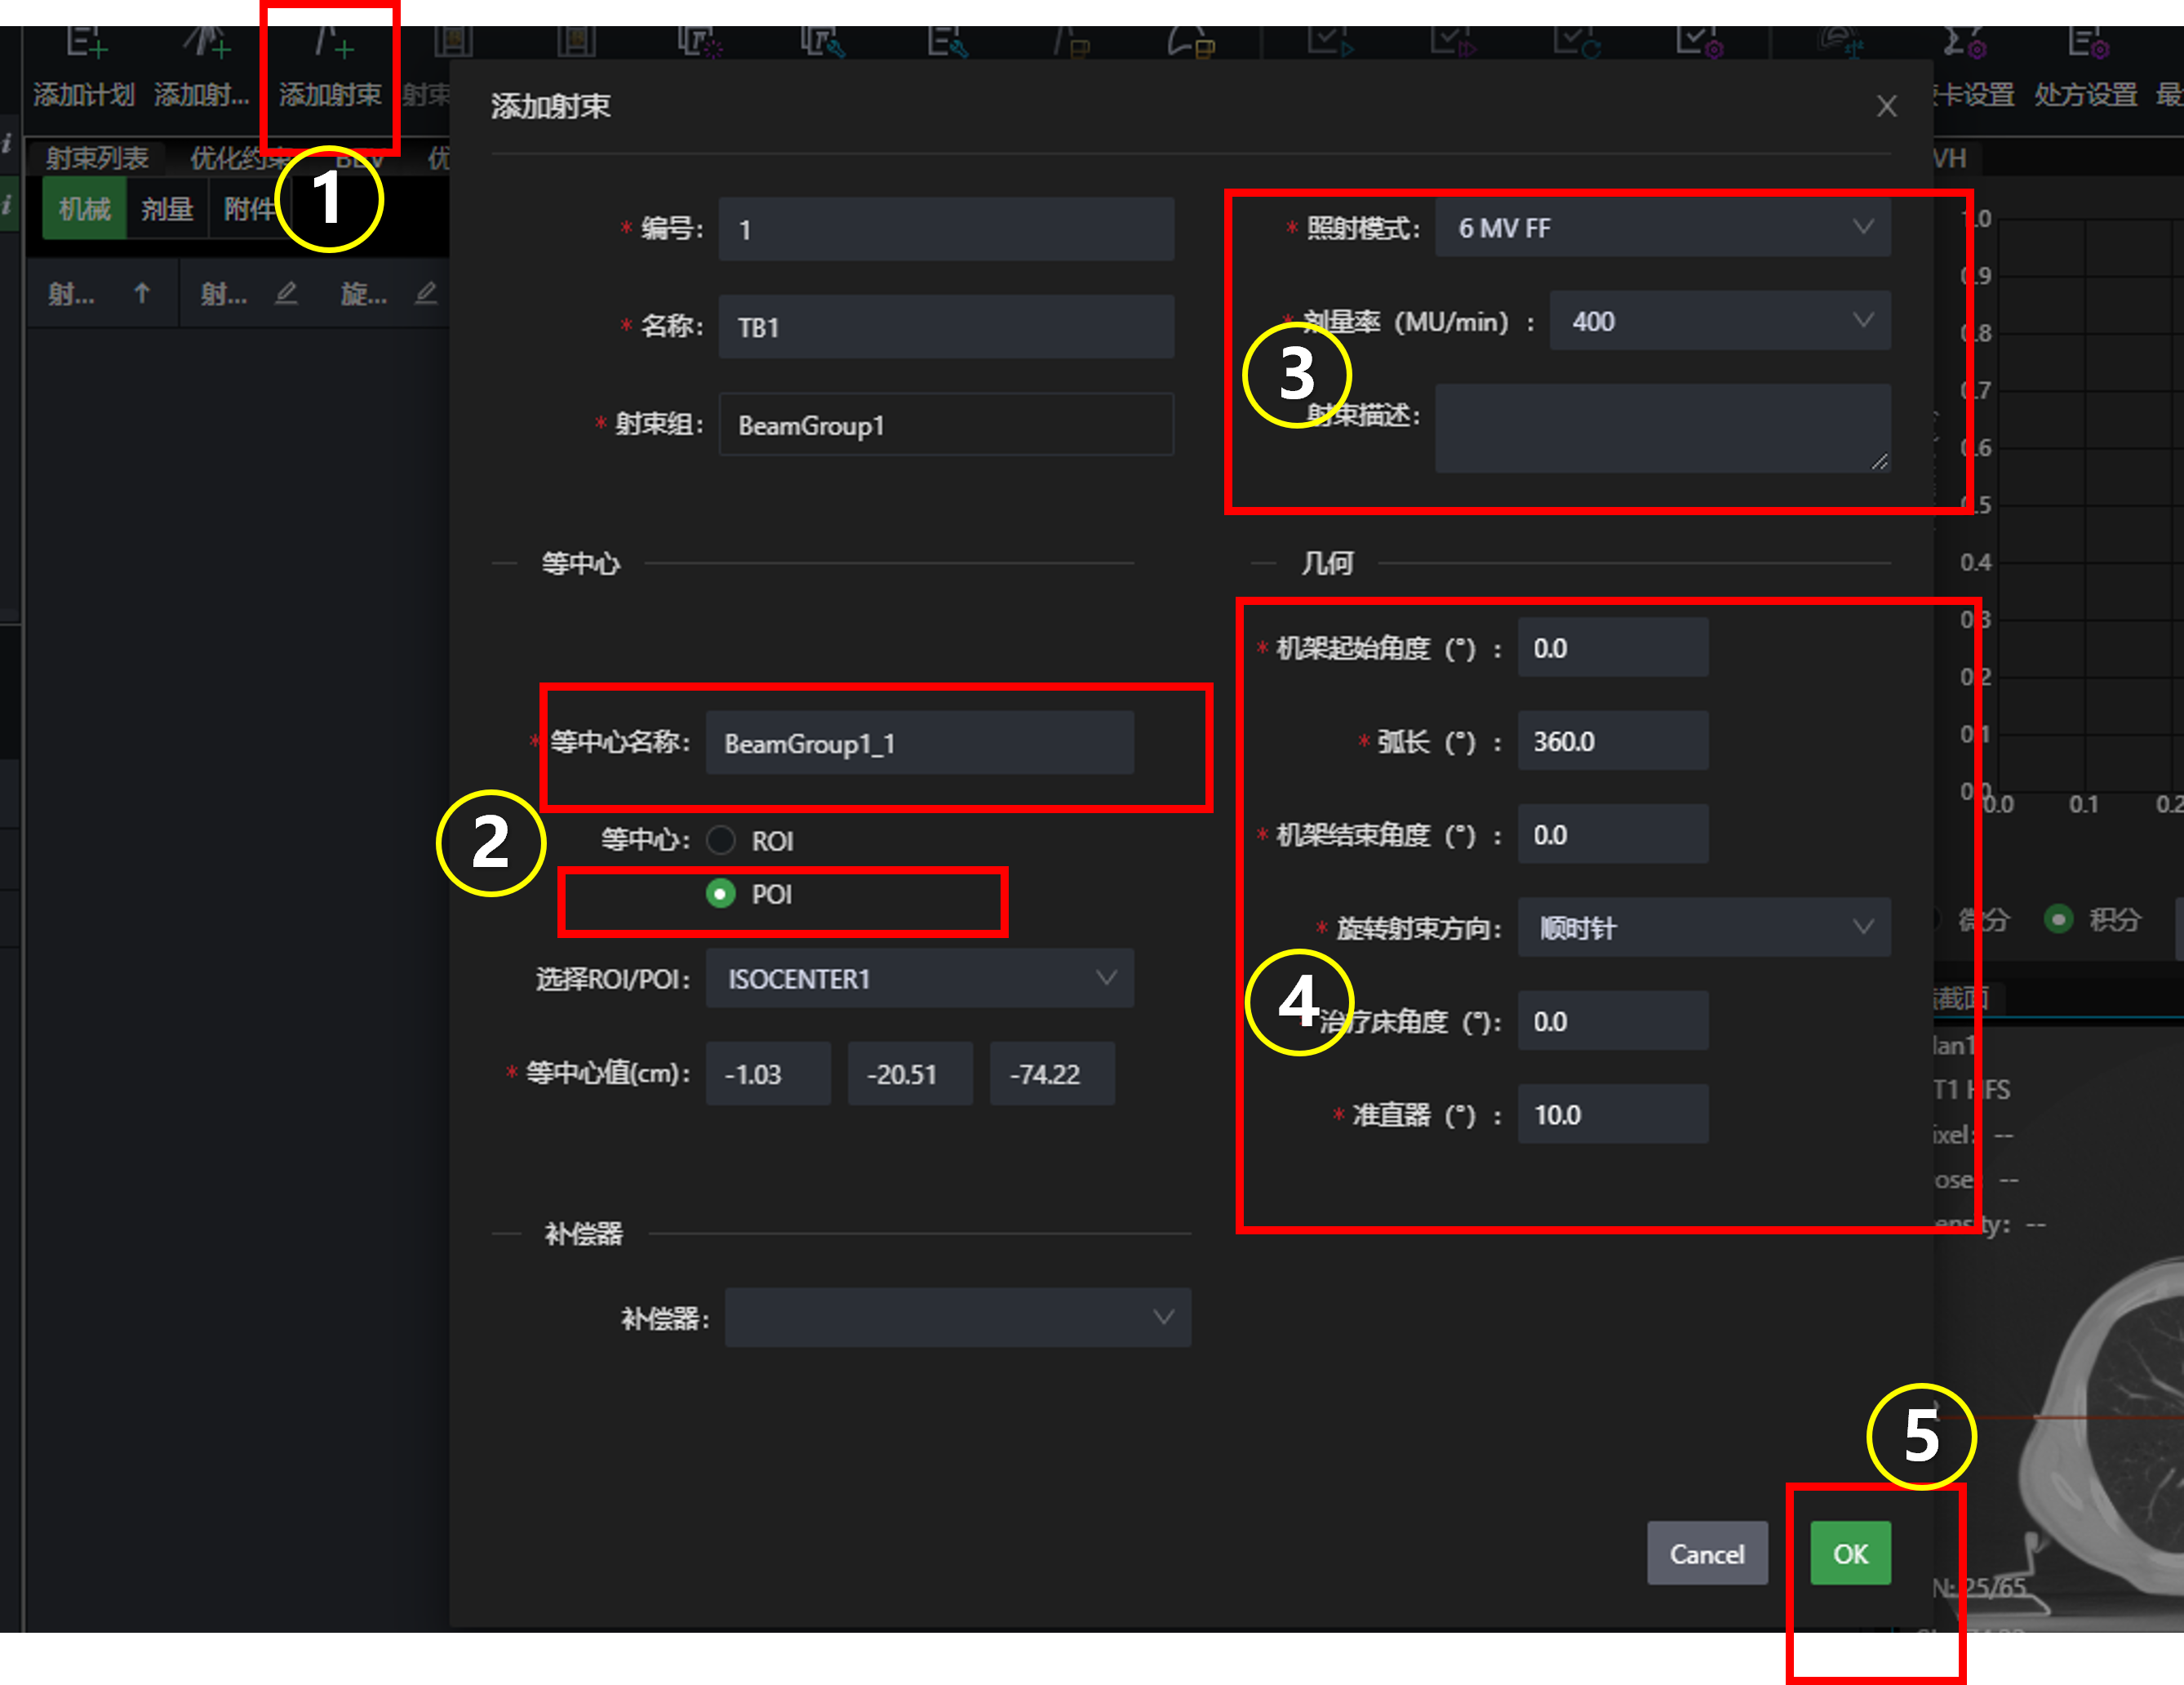 添加计划 添加射... 添加射束 射束
卡设置 处方设置 最
射束列表 优化约束 BEV 优
VH
机械 剂量 附件
1
射... 射... 旋...
添加射束
X
* 编号: 1
* 名称: TB1
* 射束组: BeamGroup1
* 照射模式: 6 MV FF
* 剂量率 (MU/min) : 400
3
射束描述:
等中心
* 等中心名称: BeamGroup1_1
2
等中心: ROI
POI
选择ROI/POI: ISOCENTER1
* 等中心值(cm): -1.03 -20.51 -74.22
补偿器
补偿器:
几何
* 机架起始角度 (°) : 0.0
* 弧长 (°) : 360.0
* 机架结束角度 (°) : 0.0
* 旋转射束方向: 顺时针
4
治疗床角度 (°): 0.0
* 准直器 (°) : 10.0
5
Cancel OK
1.0
0.9
0.8
0.7
0.6
0.5
0.4
0.3
0.2
0.1
0.0
0.0 0.1 0.2
微分 积分
截面
lan1
T1 HFS
ixel: --
ose: --
ensity: --
N: 25/65